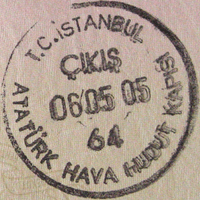 T.C. İSTANBUL
ÇIKIŞ
06 05 05
64
ATATÜRK HAVA HUDUT KAPISI